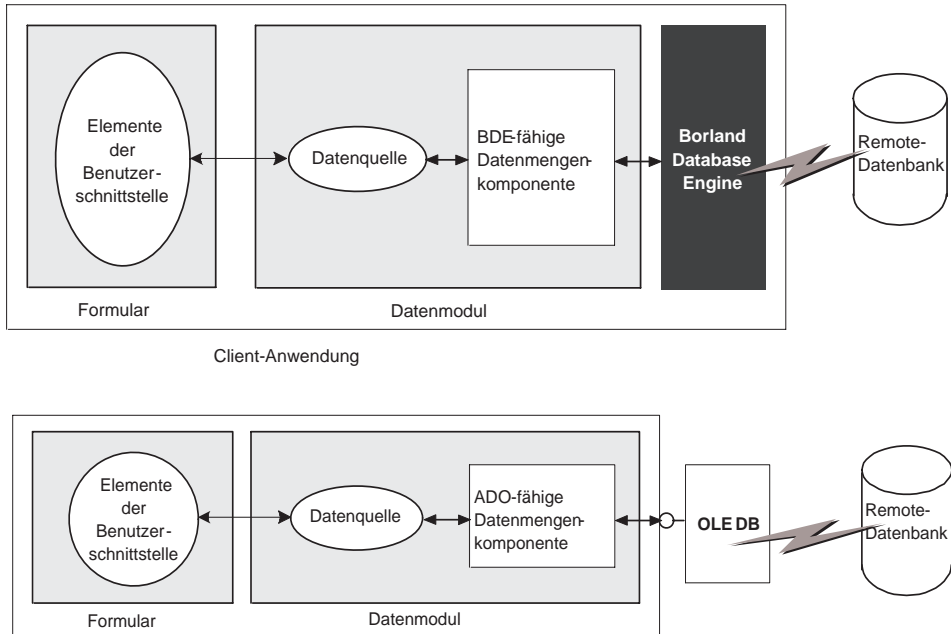 Elemente
der
Benutzer-
schnittstelle
Datenquelle
BDE-fähige
Datenmengen-
komponente
Borland
Database
Engine
Remote-
Datenbank
Formular
Datenmodul
Client-Anwendung
Elemente
der
Benutzer-
schnittstelle
Datenquelle
ADO-fähige
Datenmengen-
komponente
OLE DB
Remote-
Datenbank
Formular
Datenmodul